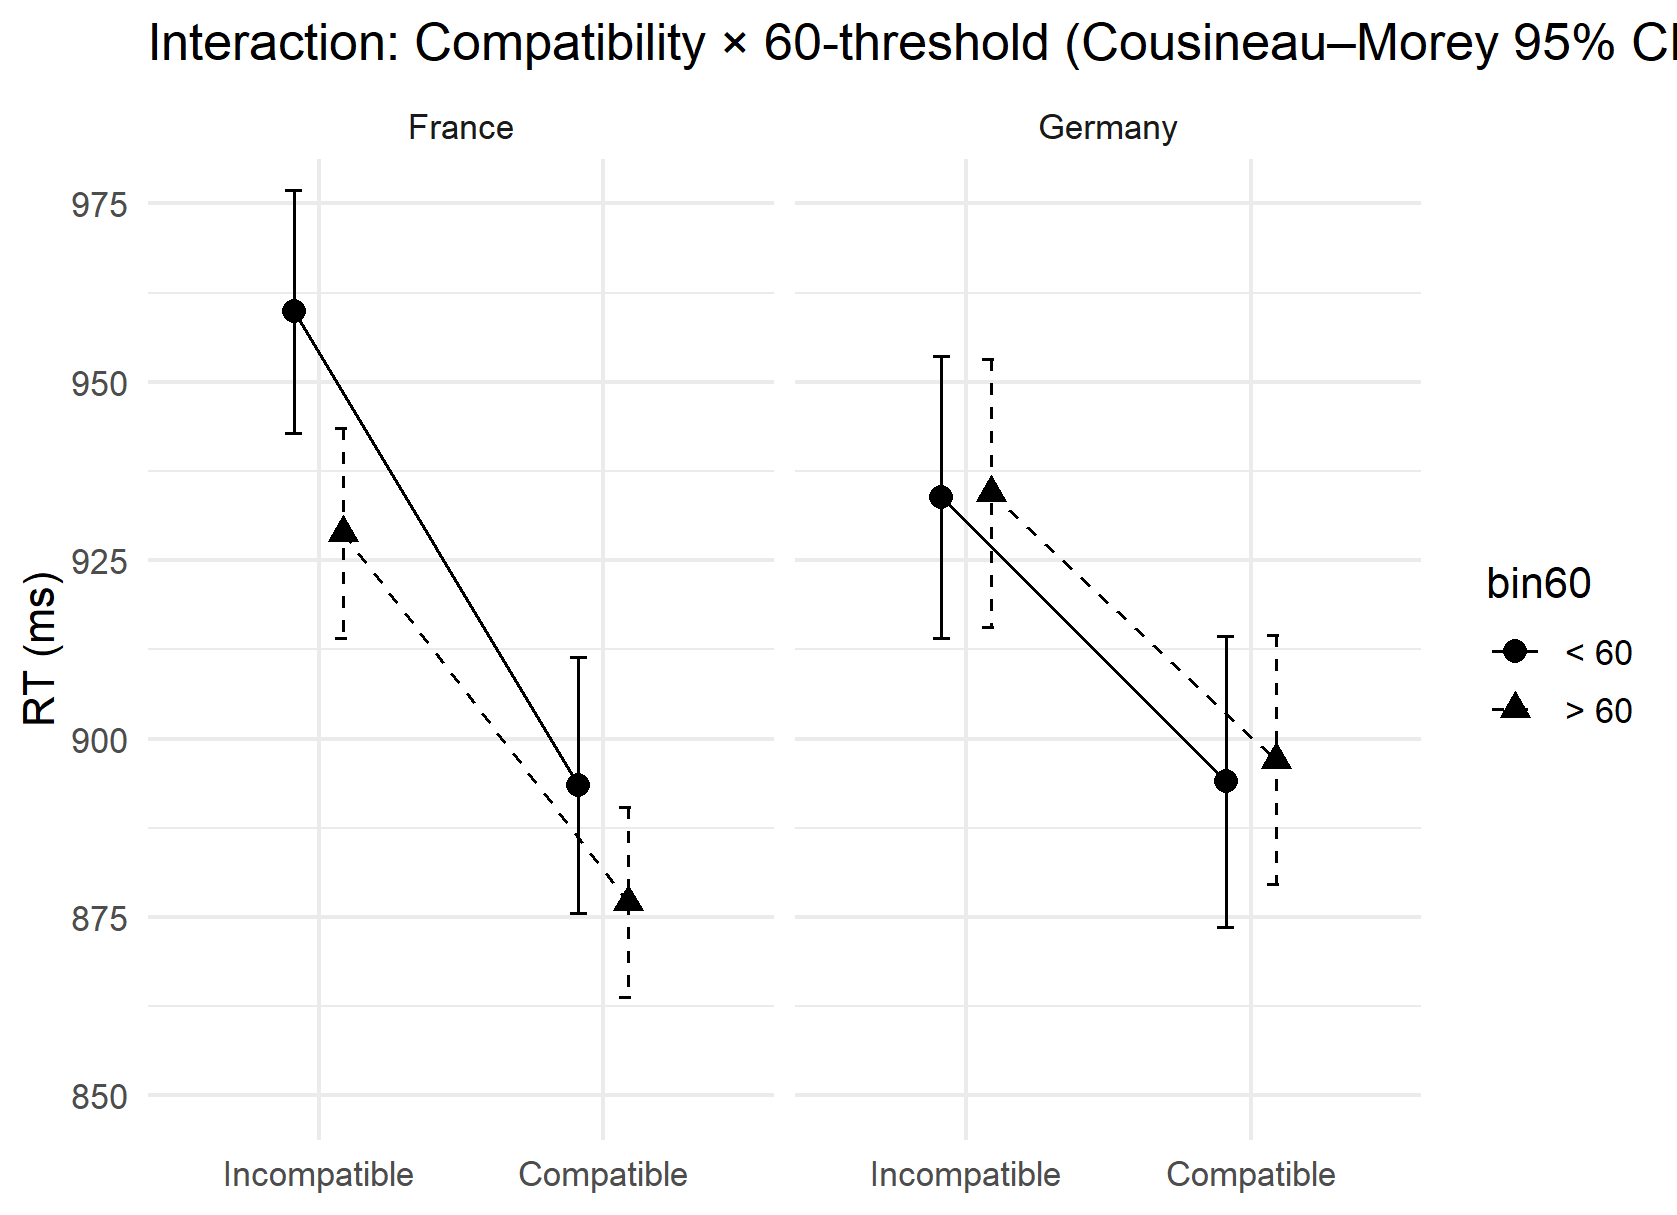 Interaction: Compatibility × 60-threshold (Cousineau–Morey 95% CI
France
Germany
975
950
925
900
875
850
RT (ms)
Incompatible
Compatible
Incompatible
Compatible
bin60
< 60
> 60